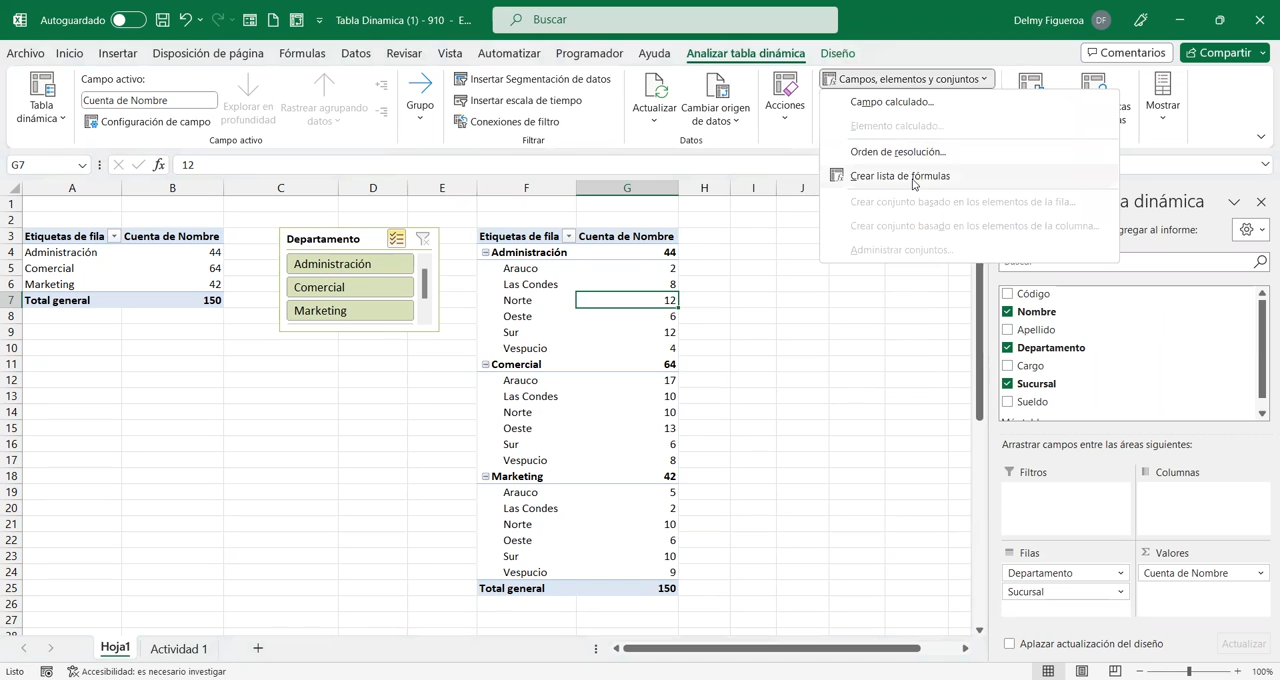 Autoguardado
Tabla Dinamica (1) - 910 - E...
Buscar
Delmy Figueroa
DF
Archivo Inicio Insertar Disposición de página Fórmulas Datos Revisar Vista Automatizar Programador Ayuda Analizar tabla dinámica Diseño
Comentarios
Compartir
Tabla dinámica
Campo activo:
Cuenta de Nombre
Configuración de campo
Explorar en profundidad
Rastrear agrupando datos
Campo activo
Grupo
Insertar Segmentación de datos
Insertar escala de tiempo
Conexiones de filtro
Filtrar
Actualizar
Cambiar origen de datos
Datos
Acciones
Campos, elementos y conjuntos
Campo calculado...
Elemento calculado...
Orden de resolución...
Crear lista de fórmulas
Crear conjunto basado en los elementos de la fila...
Crear conjunto basado en los elementos de la columna...
Administrar conjuntos...
Mostrar
G7
fx
12
A B C D E F G H I J
1
2
3 Etiquetas de fila Cuenta de Nombre Etiquetas de fila Cuenta de Nombre
4 Administración 44 Administración 44
5 Comercial 64 Arauco 2
6 Marketing 42 Las Condes 8
7 Total general 150 Norte 12
8 Oeste 6
9 Sur 12
10 Vespucio 4
11 Comercial 64
12 Arauco 17
13 Las Condes 10
14 Norte 10
15 Oeste 13
16 Sur 6
17 Vespucio 8
18 Marketing 42
19 Arauco 5
20 Las Condes 2
21 Norte 10
22 Oeste 6
23 Sur 10
24 Vespucio 9
25 Total general 150
26
27
Departamento
Administración
Comercial
Marketing
a dinámica
gregar al informe:
Código
Nombre
Apellido
Departamento
Cargo
Sucursal
Sueldo
Arrastrar campos entre las áreas siguientes:
Filtros
Columnas
Filas
Σ Valores
Departamento
Sucursal
Cuenta de Nombre
Aplazar actualización del diseño
Actualizar
Hoja1
Actividad 1
Listo
Accesibilidad: es necesario investigar
100%